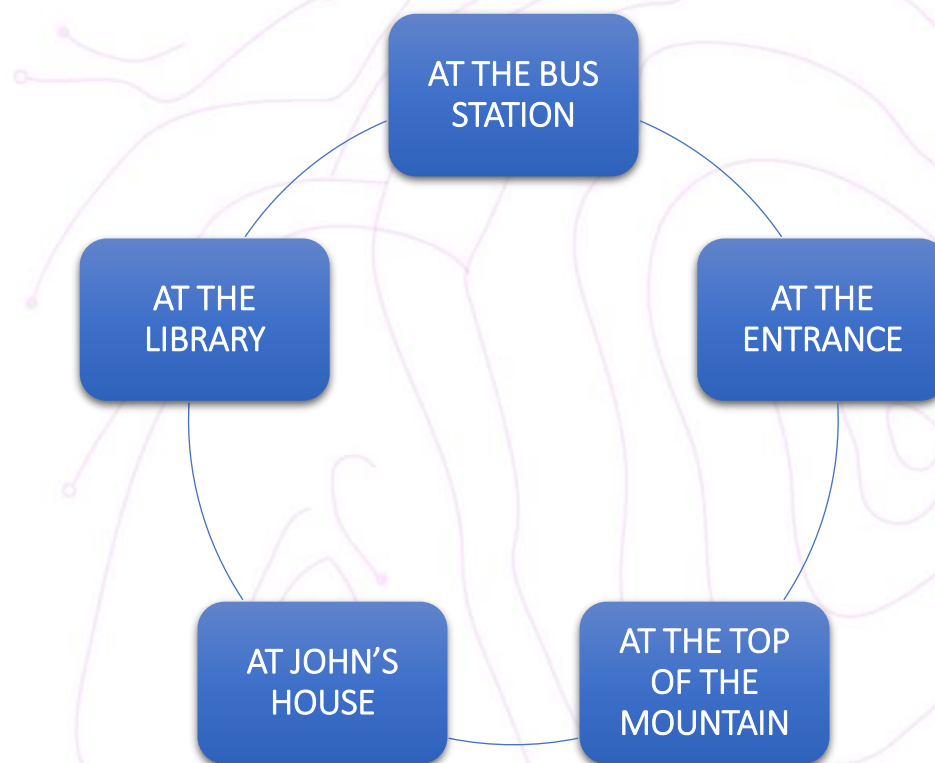 AT THE BUS
STATION
AT THE
ENTRANCE
AT THE TOP
OF THE
MOUNTAIN
AT JOHN’S
HOUSE
AT THE
LIBRARY